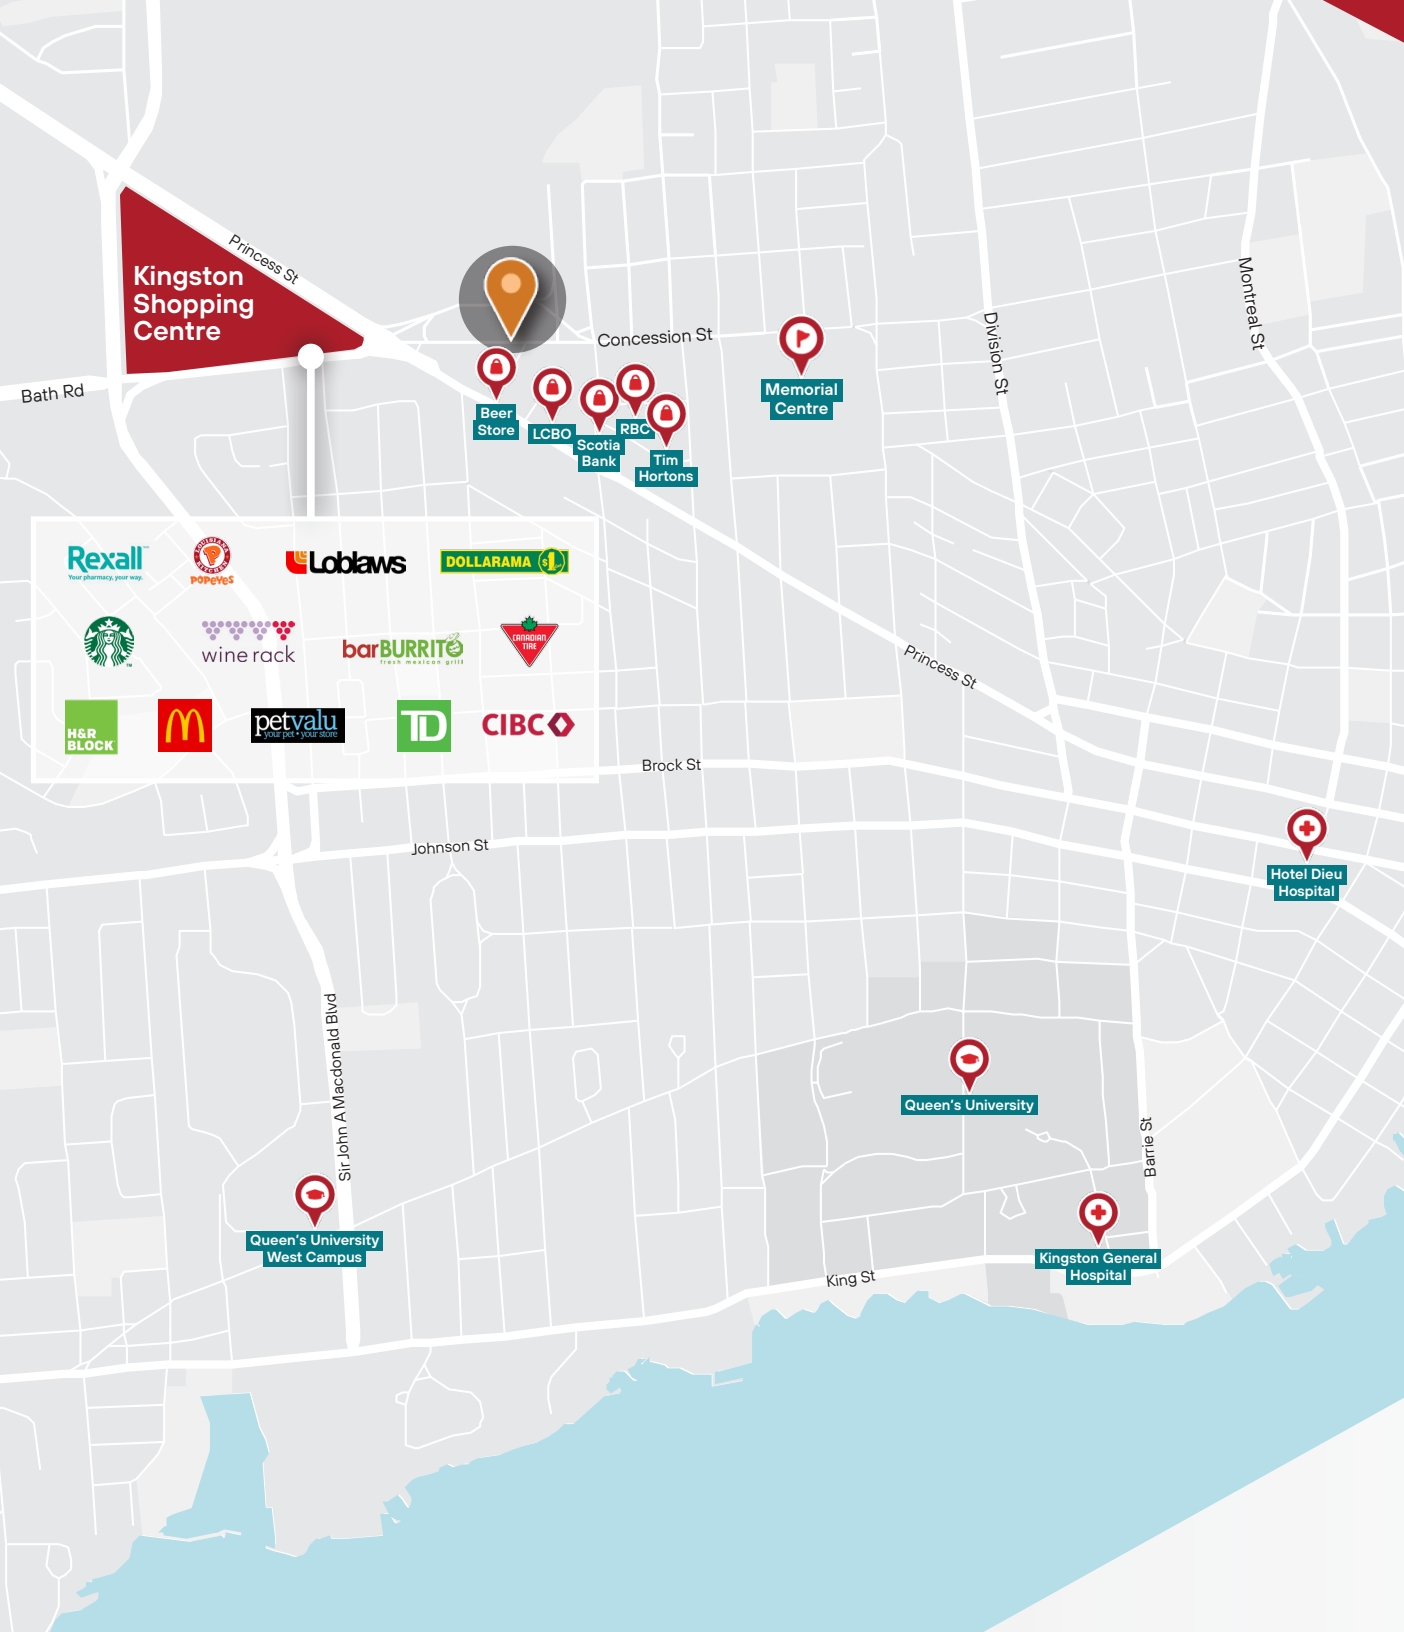 Princess St
Kingston
Shopping
Centre
Concession St
Division St
Montreal St
Memorial
Centre
Bath Rd
Beer
Store
LCBO
Scotia
Bank
RBC
Tim
Hortons
Rexall
Your pharmacy, your way.
LOUISIANA
KITCHEN
POPEYES
Loblaws
DOLLARAMA $1
wine rack
barBURRITO
fresh mexican grill
CANADIAN
TIRE
H&R
BLOCK
petvalu
your pet • your store
TD
CIBC
Princess St
Brock St
Johnson St
Hotel Dieu
Hospital
Sir John A Macdonald Blvd
Queen's University
Barrie St
Queen's University
West Campus
Kingston General
Hospital
King St